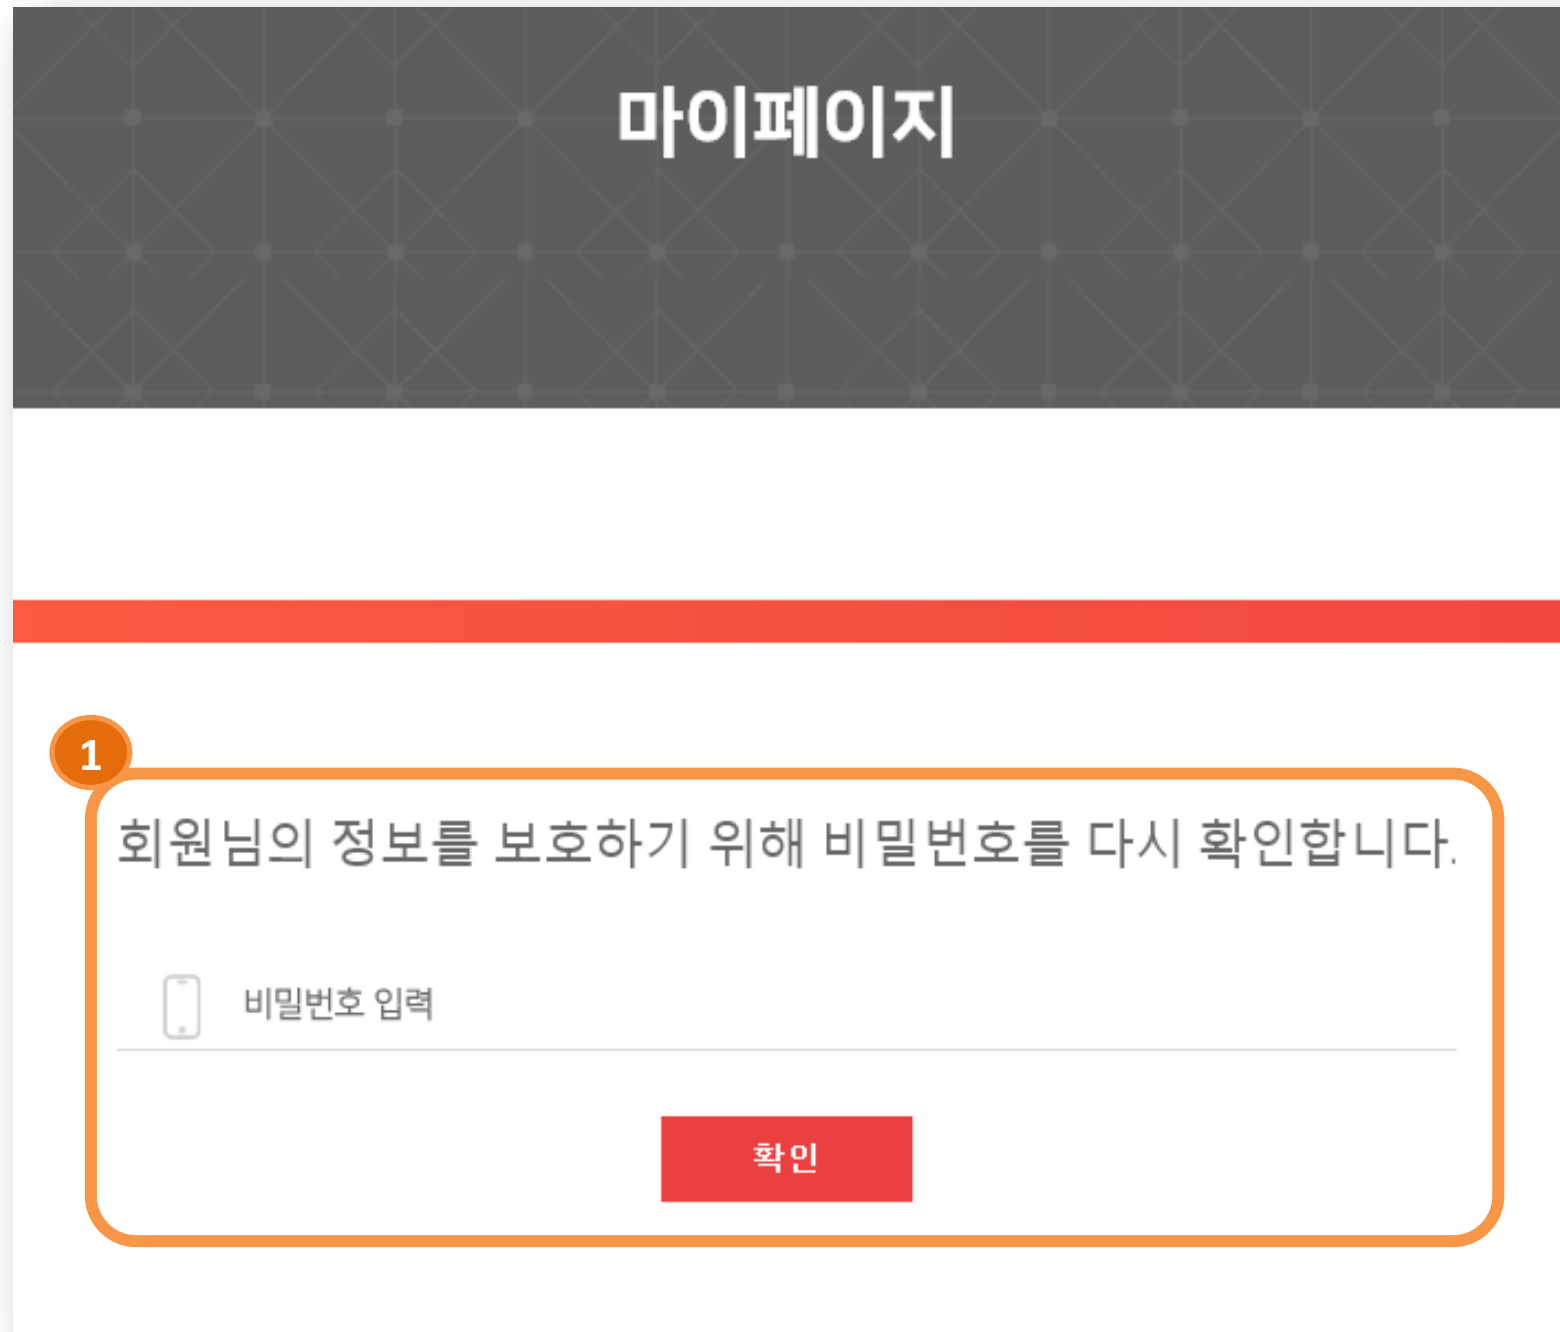 마이페이지
1
회원님의 정보를 보호하기 위해 비밀번호를 다시 확인합니다.
비밀번호 입력
확인